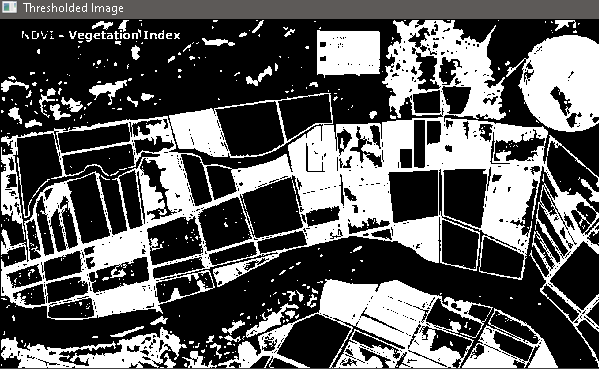 Thresholded Image
NDVI - Vegetation Index